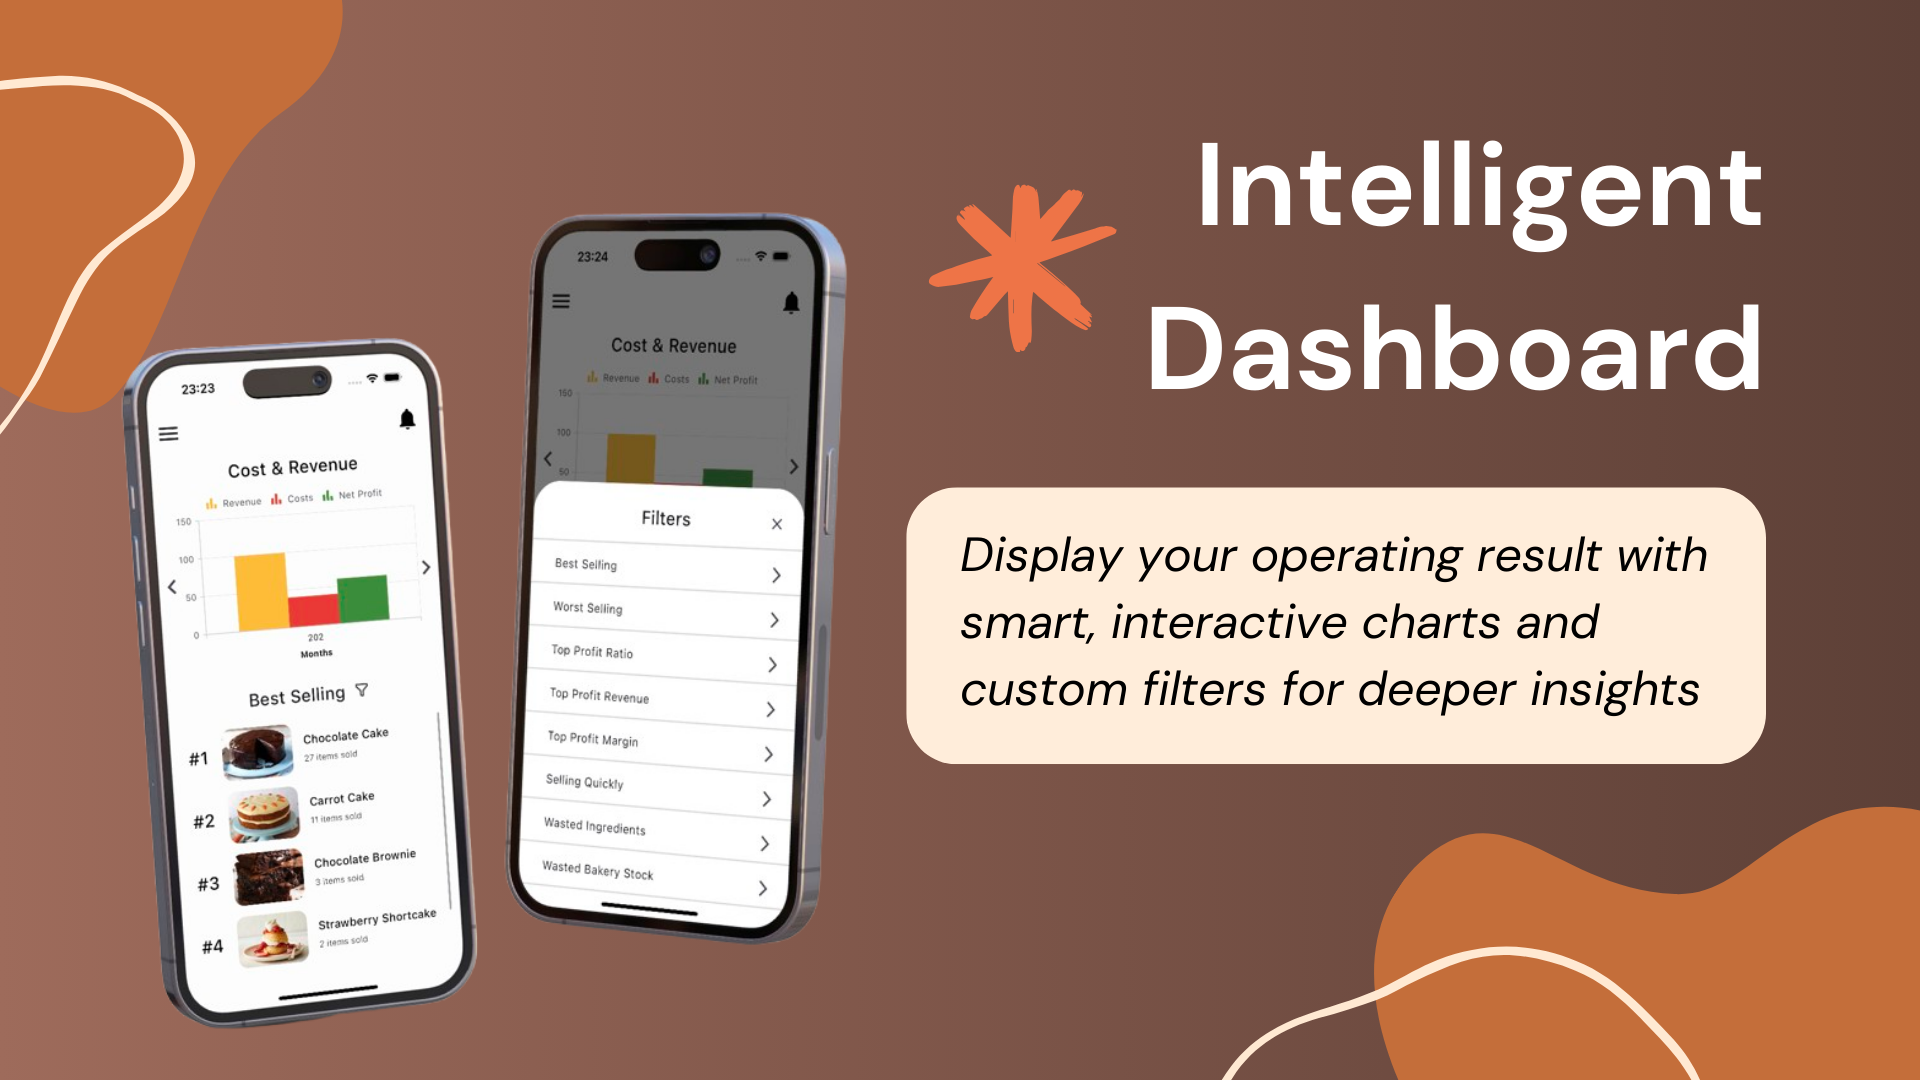 Intelligent
Dashboard
Display your operating result with
smart, interactive charts and
custom filters for deeper insights
23:23
Cost & Revenue
Revenue Costs Net Profit
150
100
50
0
202
Months
Best Selling
#1
Chocolate Cake
27 items sold
#2
Carrot Cake
11 items sold
#3
Chocolate Brownie
3 items sold
#4
Strawberry Shortcake
2 items sold
23:24
Cost & Revenue
Revenue Costs Net Profit
150
100
50
Filters
Best Selling
Worst Selling
Top Profit Ratio
Top Profit Revenue
Top Profit Margin
Selling Quickly
Wasted Ingredients
Wasted Bakery Stock